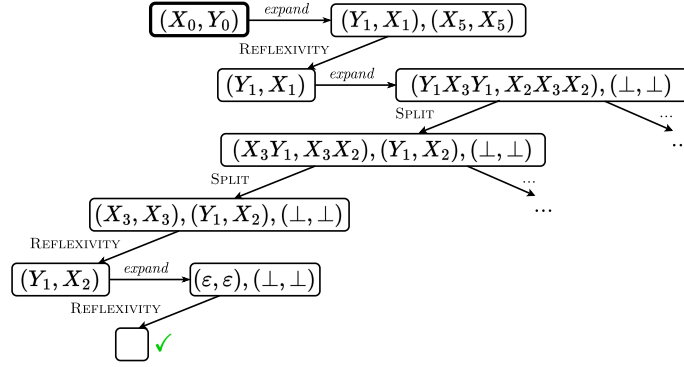 (X₀, Y₀) expand (Y₁, X₁), (X₅, X₅)
REFLEXIVITY
(Y₁, X₁) expand (Y₁X₃Y₁, X₂X₃X₂), (⊥, ⊥)
SPLIT ...
(X₃Y₁, X₃X₂), (Y₁, X₂), (⊥, ⊥) ...
SPLIT ...
(X₃, X₃), (Y₁, X₂), (⊥, ⊥) ...
REFLEXIVITY
(Y₁, X₂) expand (ε, ε), (⊥, ⊥)
REFLEXIVITY
✓